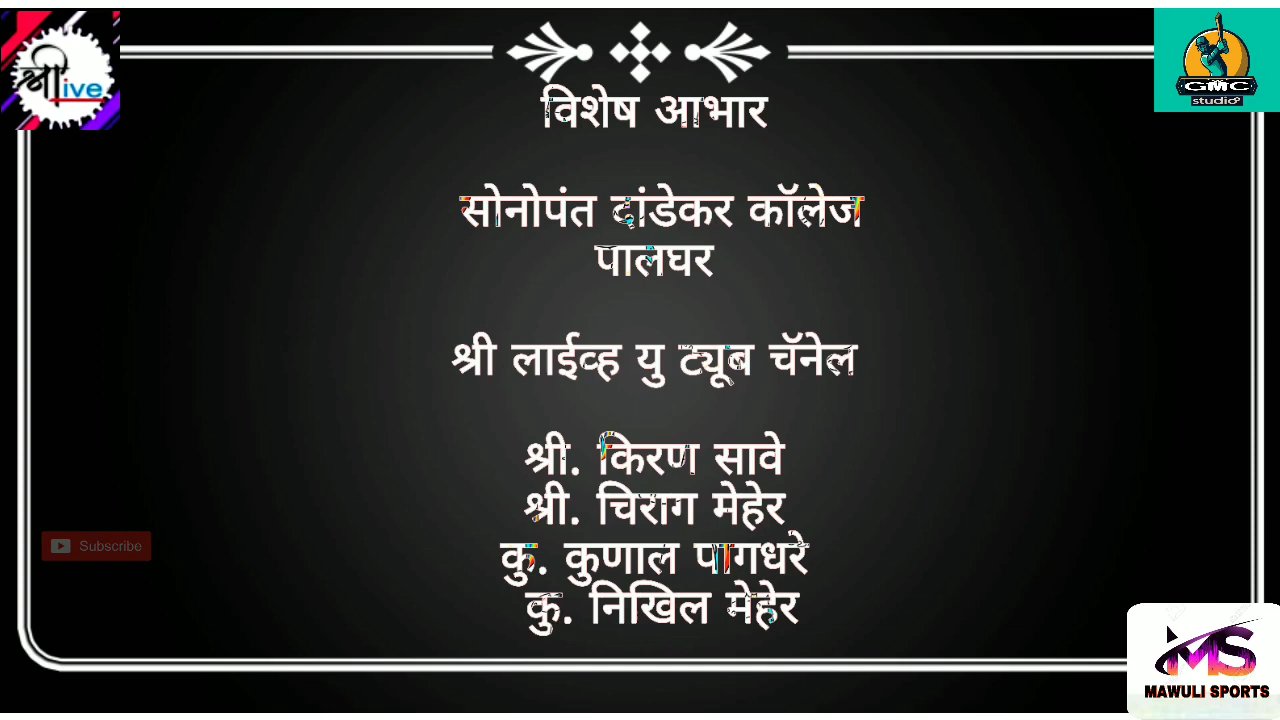 श्रीlive
GMC
studio
विशेष आभार
सोनोपंत दांडेकर कॉलेज
पालघर
श्री लाईव्ह यु ट्यूब चॅनेल
श्री. किरण सावे
श्री. चिराग मेहेर
कु. कुणाल पागधरे
कु. निखिल मेहेर
Subscribe
MS
MAWULI SPORTS